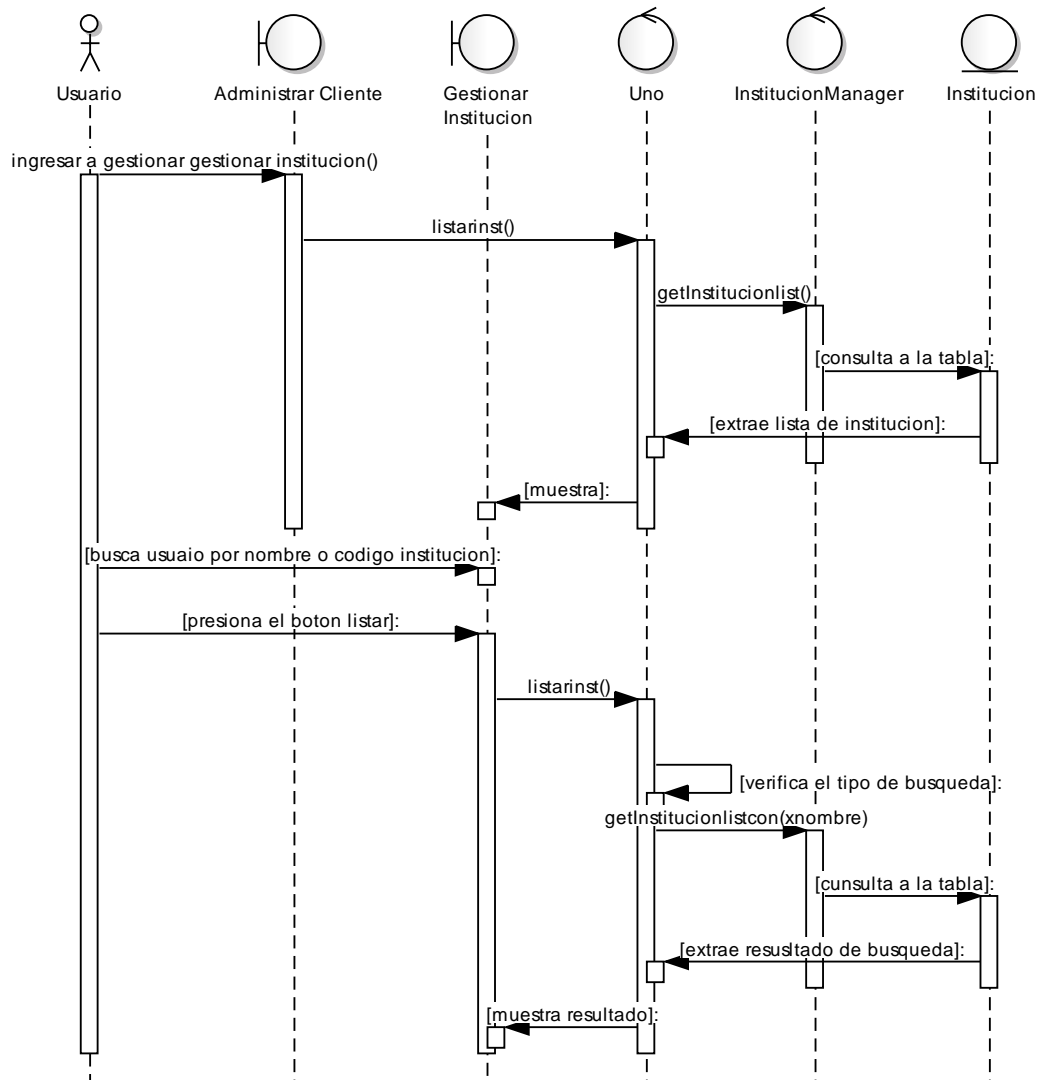 Usuario
Administrar Cliente
Gestionar
Institucion
Uno
InstitucionManager
Institucion
ingresar a gestionar gestionar institucion()
listarinst()
getInstitucionlist()
[consulta a la tabla]:
[extrae lista de institucion]:
[muestra]:
[busca usuaio por nombre o codigo institucion]:
[presiona el boton listar]:
listarinst()
[verifica el tipo de busqueda]:
getInstitucionlistcon(xnombre)
[cunsulta a la tabla]:
[extrae resusltado de busqueda]:
[muestra resultado]: